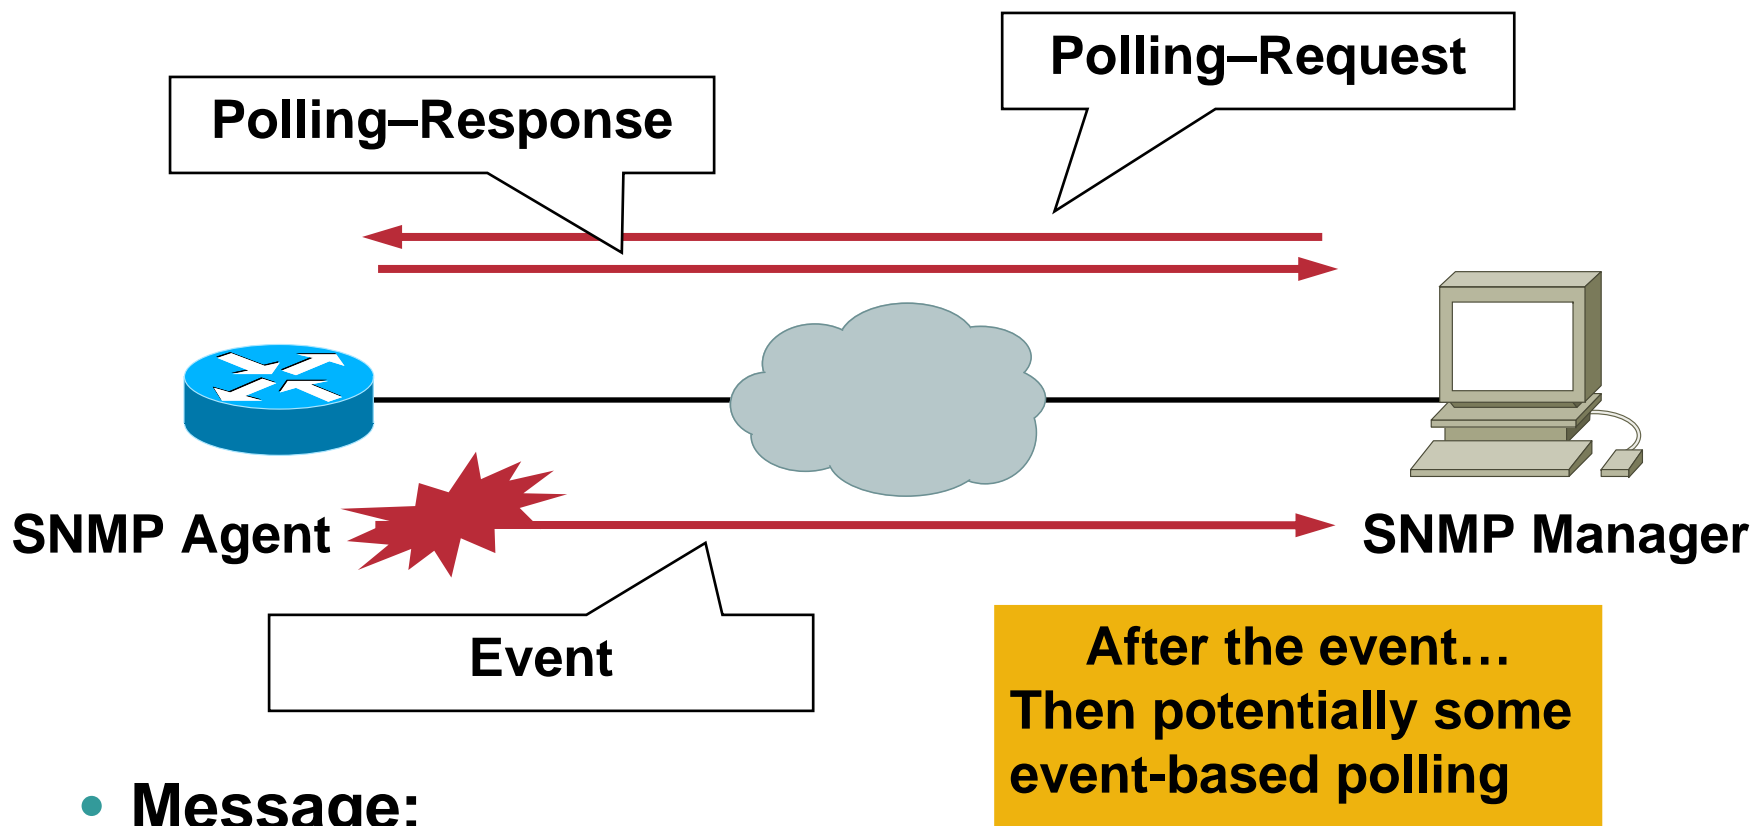 Polling–Request
Polling–Response
SNMP Agent
SNMP Manager
Event
After the event…
Then potentially some
event-based polling
• Message: